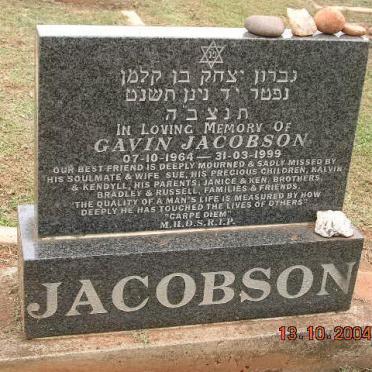 גברון יצחק בן קלמן
נפטר יד ניסן תשנט
ת נ צ ב ה
IN LOVING MEMORY OF
GAVIN JACOBSON
07-10-1964 — 31-03-1999
OUR BEST FRIEND IS DEEPLY MOURNED & SADLY MISSED BY
HIS SOULMATE & WIFE SUE, HIS PRECIOUS CHILDREN, KALVIN
& KENDYLL, HIS PARENTS, JANICE & KEN, BROTHERS,
BRADLEY & RUSSELL, FAMILIES & FRIENDS
"THE QUALITY OF A MAN'S LIFE IS MEASURED BY HOW
DEEPLY HE HAS TOUCHED THE LIVES OF OTHERS"
"CARPE DIEM"
M.H.D.S.R.I.P.
JACOBSON
13.10.2004